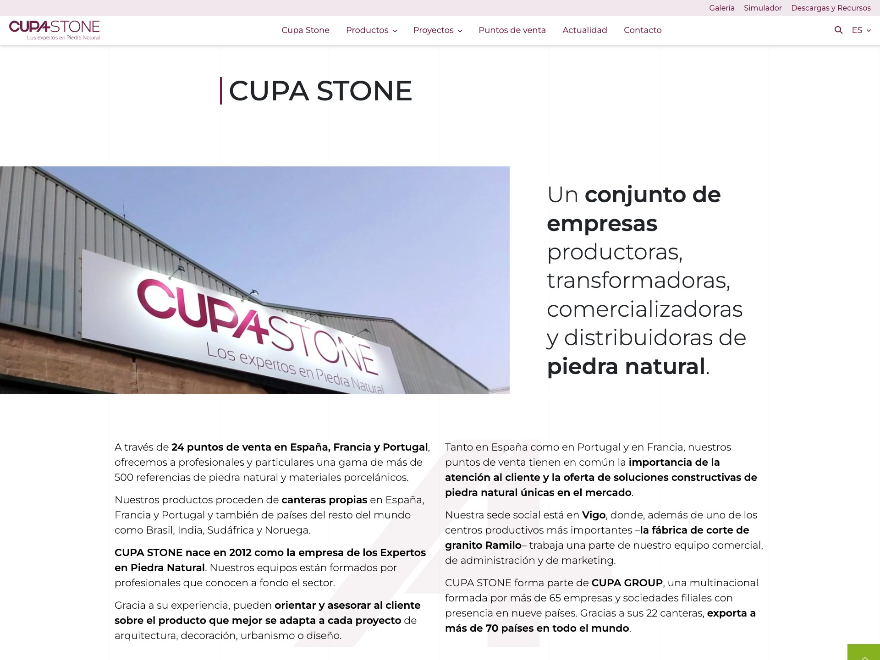 Galería Simulador Descargas y Recursos
CUPA STONE
Los expertos en Piedra Natural
Cupa Stone Productos Proyectos Puntos de venta Actualidad Contacto ES
CUPA STONE
CUPA STONE
Los expertos en Piedra Natural
Un conjunto de
empresas
productoras,
transformadoras,
comercializadoras
y distribuidoras de
piedra natural.
A través de 24 puntos de venta en España, Francia y Portugal,
ofrecemos a profesionales y particulares una gama de más de
500 referencias de piedra natural y materiales porcelánicos.
Nuestros productos proceden de canteras propias en España,
Francia y Portugal y también de países del resto del mundo
como Brasil, India, Sudáfrica y Noruega.
CUPA STONE nace en 2012 como la empresa de los Expertos
en Piedra Natural. Nuestros equipos están formados por
profesionales que conocen a fondo el sector.
Gracia a su experiencia, pueden orientar y asesorar al cliente
sobre el producto que mejor se adapta a cada proyecto de
arquitectura, decoración, urbanismo o diseño.
Tanto en España como en Portugal y en Francia, nuestros
puntos de venta tienen en común la importancia de la
atención al cliente y la oferta de soluciones constructivas de
piedra natural únicas en el mercado.
Nuestra sede social está en Vigo, donde, además de uno de los
centros productivos más importantes –la fábrica de corte de
granito Ramilo– trabaja una parte de nuestro equipo comercial,
de administración y de marketing.
CUPA STONE forma parte de CUPA GROUP, una multinacional
formada por más de 65 empresas y sociedades filiales con
presencia en nueve países. Gracias a sus 22 canteras, exporta a
más de 70 países en todo el mundo.